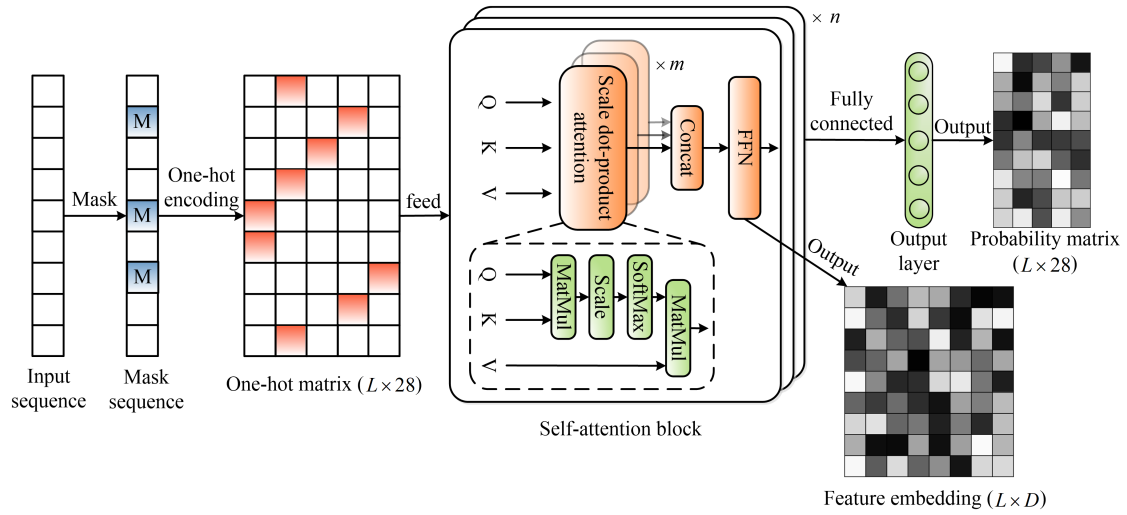 Input
sequence
Mask
M
M
M
Mask
sequence
One-hot
encoding
One-hot matrix (L×28)
feed
× n
× m
Q
K
V
Scale dot-product
attention
Concat
FFN
Q
K
V
MatMul
Scale
SoftMax
MatMul
Self-attention block
Fully
connected
Output
layer
Output
Probability matrix
(L×28)
Output
Feature embedding (L×D)